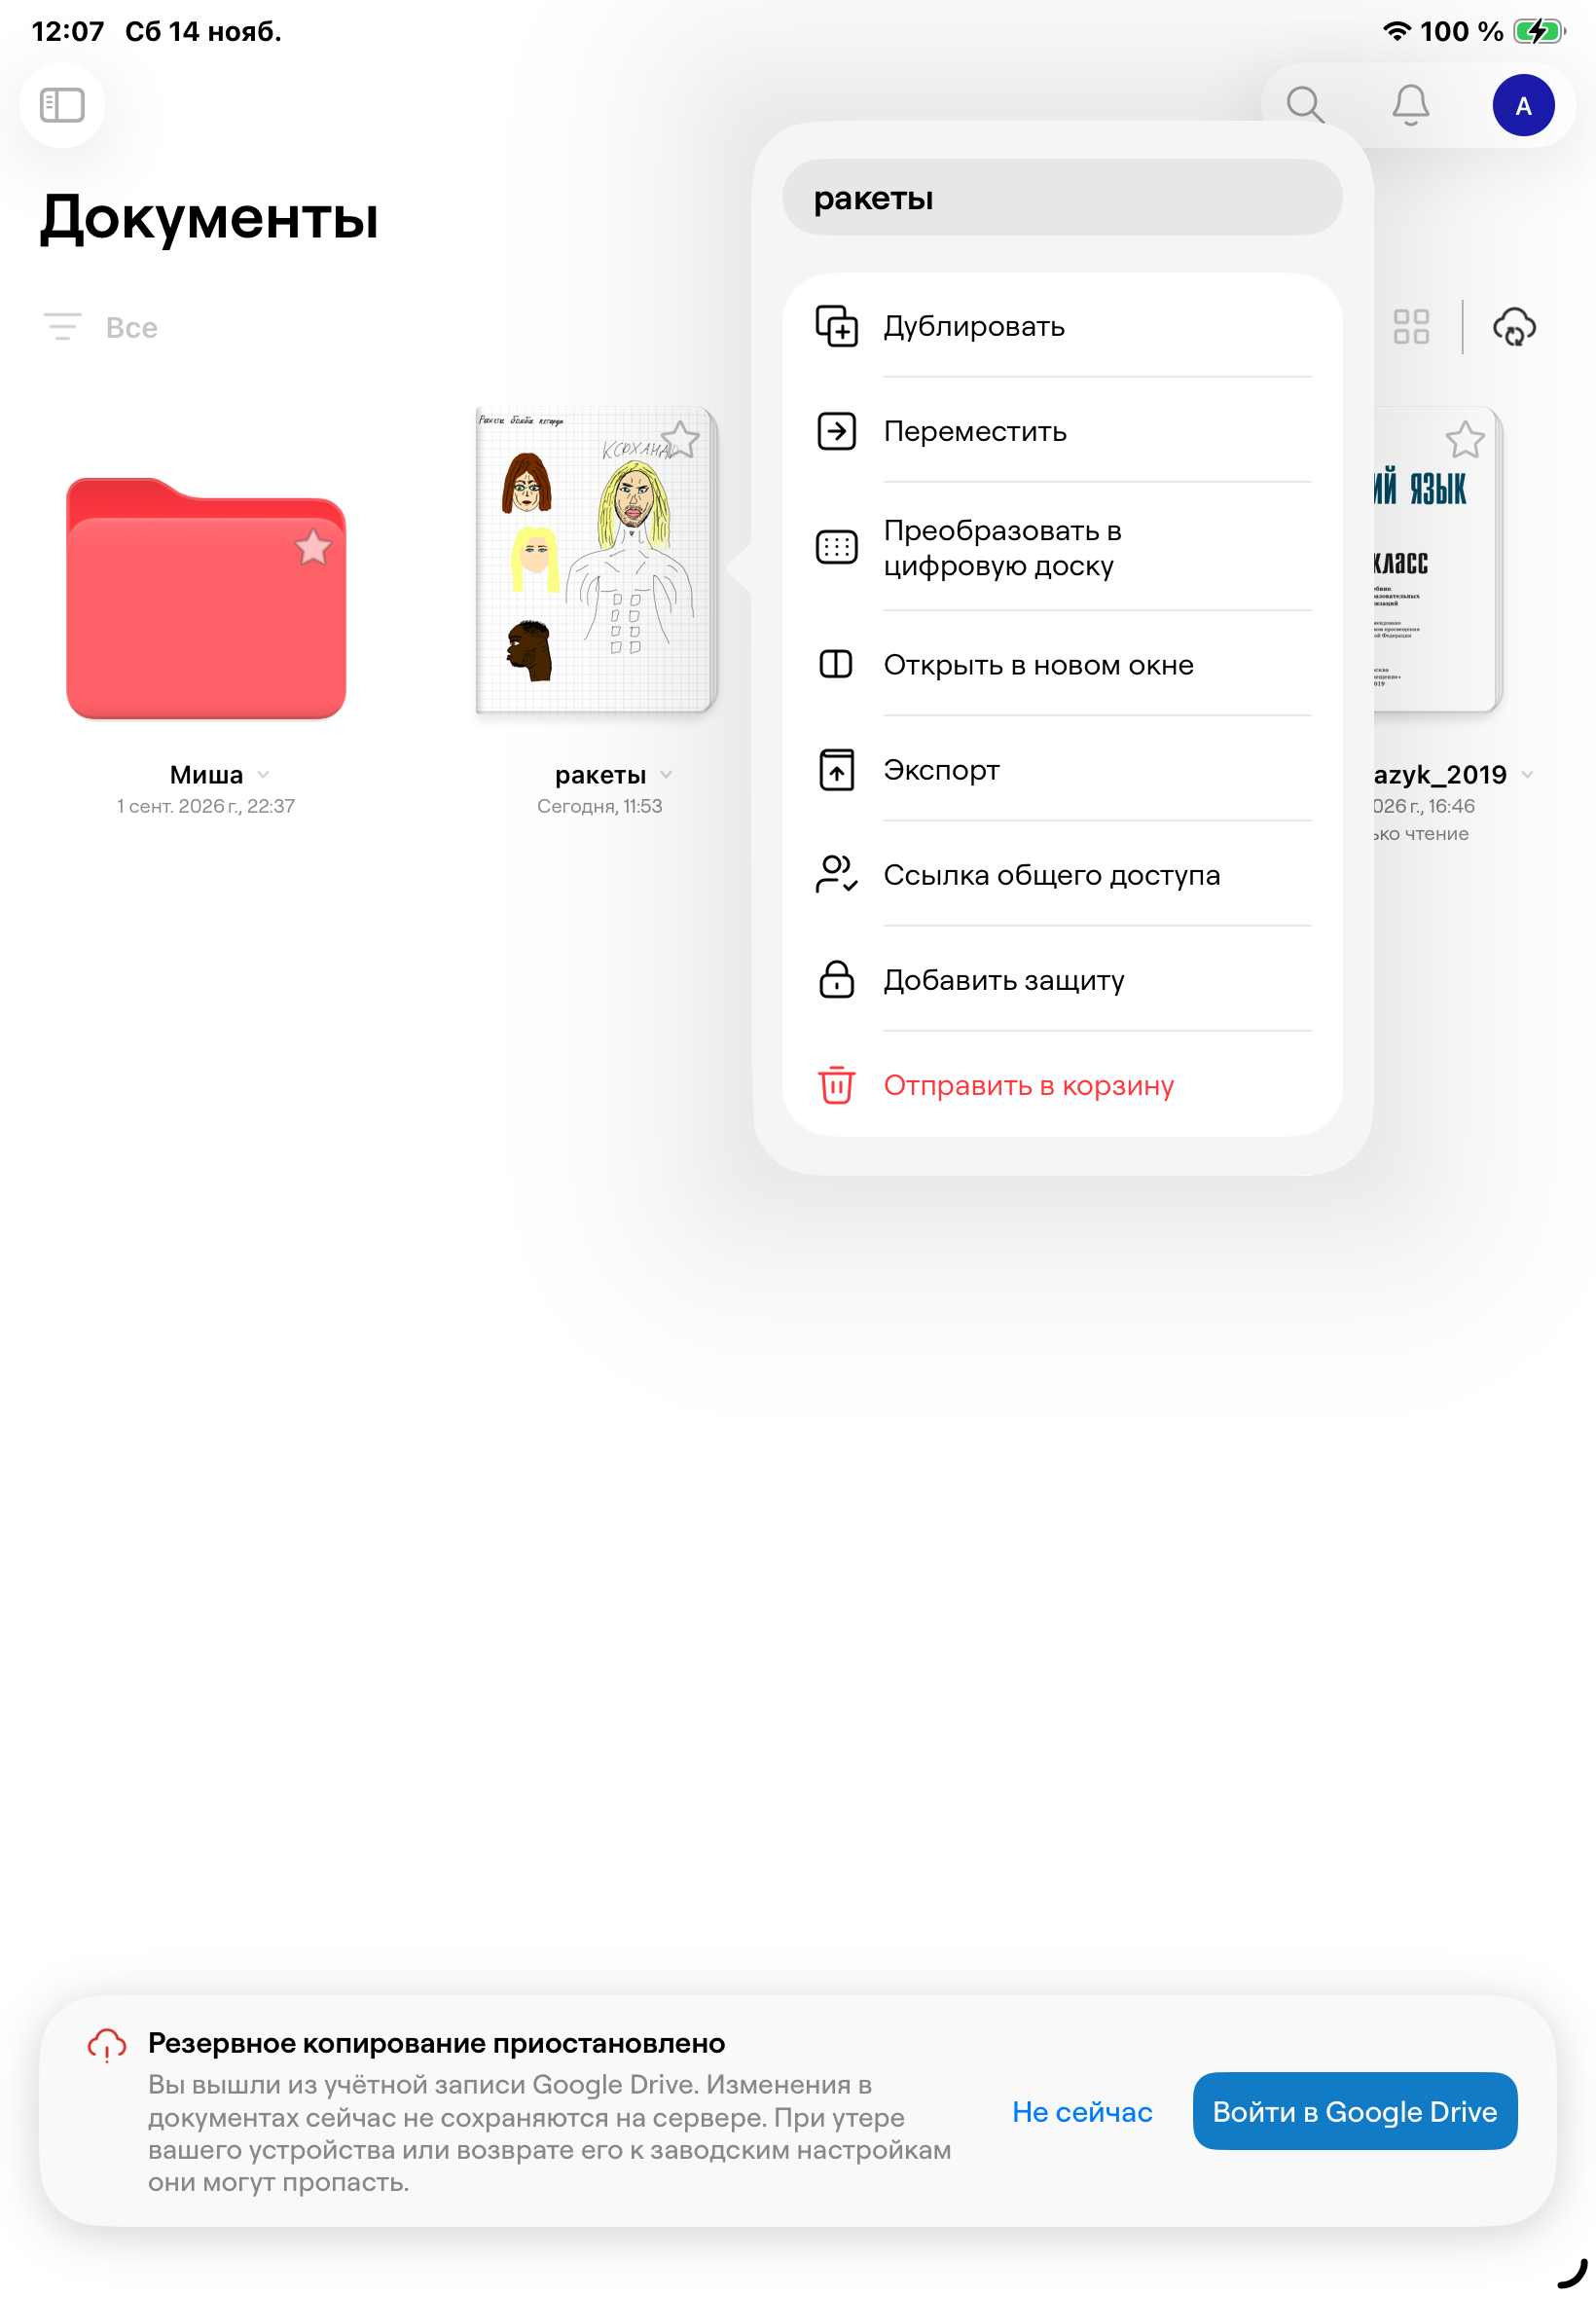 12:07 Сб 14 нояб.
100 %
A
Документы
Все
ракеты
Дублировать
Переместить
Преобразовать в
цифровую доску
Открыть в новом окне
Экспорт
Ссылка общего доступа
Добавить защиту
Отправить в корзину
Ракеты бомбы петарды
ИЙ ЯЗЫК
класс
2019
Миша
1 сент. 2026 г., 22:37
ракеты
Сегодня, 11:53
azyk_2019
026 г., 16:46
ько чтение
Резервное копирование приостановлено
Вы вышли из учётной записи Google Drive. Изменения в
документах сейчас не сохраняются на сервере. При утере
вашего устройства или возврате его к заводским настройкам
они могут пропасть.
Не сейчас
Войти в Google Drive